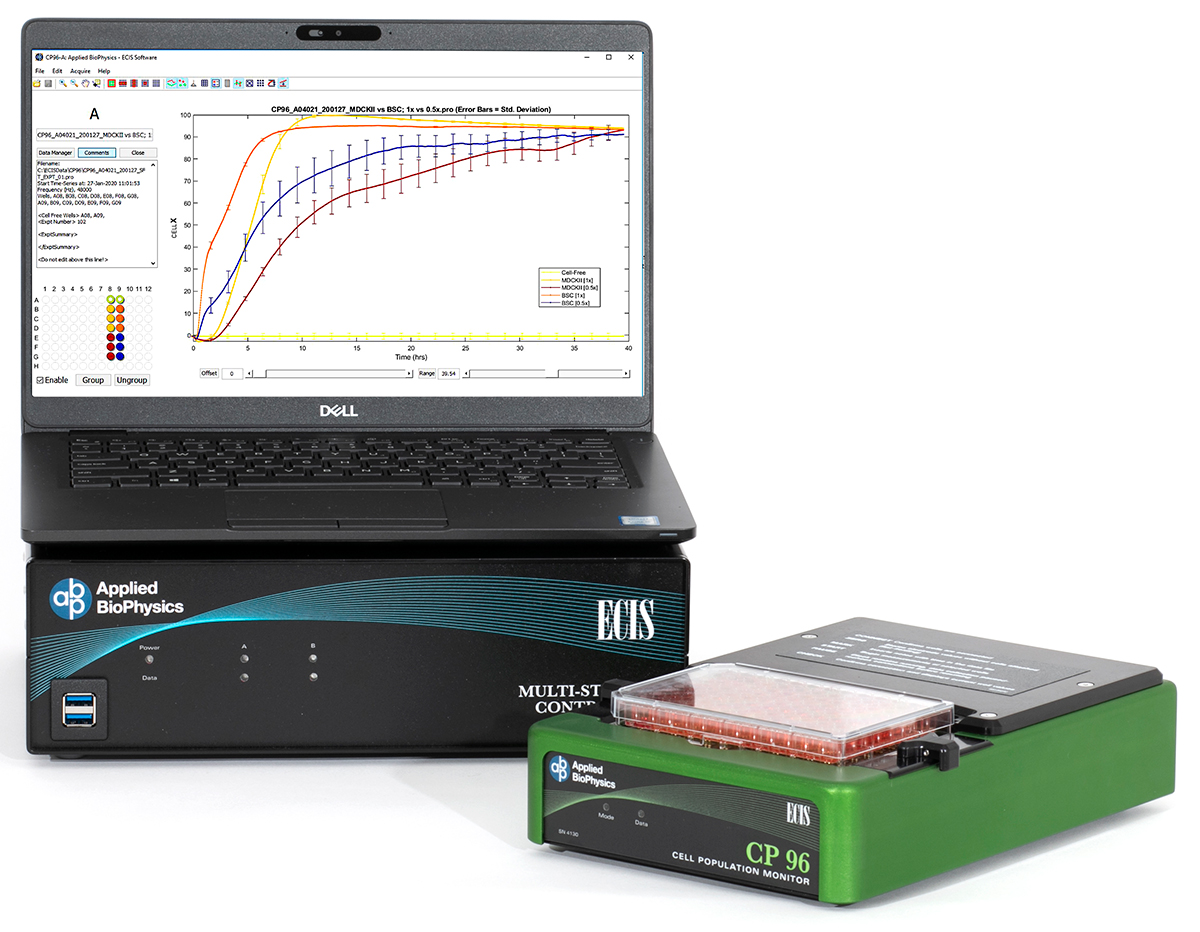 CP96-A: Applied BioPhysics - ECIS Software
File Edit Acquire Help
A
CP96_A04021_200127_MDCKII vs BSC; 1:
Data Manager Comments Close
Filename:
C:\ECISData\CP96\CP96_A04021_200127_SP
T_EXPT_01.pro
Start Time-Series at: 27-Jan-2020 11:01:53
Frequency (Hz), 48000
Wells, A08, B08, C08, D08, E08, F08, G08,
A09, B09, C09, D09, E09, F09, G09
<Cell Free Wells> A08, A09,
<Expt Number> 102
<ExptSummary>
</ExptSummary>
<Do not edit above this line!>
1 2 3 4 5 6 7 8 9 10 11 12
A
B
C
D
E
F
G
H
Enable Group Ungroup
CP96_A04021_200127_MDCKII vs BSC; 1x vs 0.5x.pro (Error Bars = Std. Deviation)
100
90
80
70
60
50
40
30
20
10
0
CELLX
0 5 10 15 20 25 30 35 40
Time (hrs)
Cell-Free
MDCKII [1x]
MDCKII [0.5x]
BSC [1x]
BSC [0.5x]
Offset 0 Range 39.54
DELL
abp
Applied
BioPhysics
ECIS
Power
Data
A
B
MULTI-ST
CONTR
abp
Applied
BioPhysics
ECIS
Mode
Data
SN 4190
CP 96
CELL POPULATION MONITOR